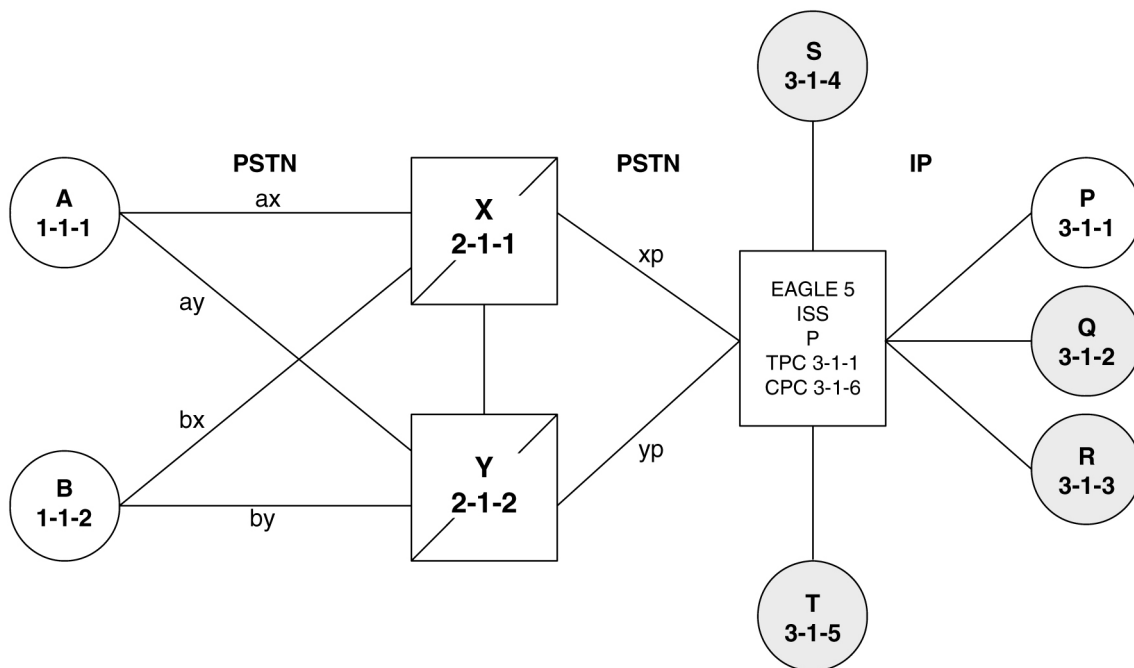 S
3-1-4
PSTN
PSTN
IP
A
1-1-1
ax
X
2-1-1
P
3-1-1
xp
ay
EAGLE 5
ISS
P
TPC 3-1-1
CPC 3-1-6
Q
3-1-2
bx
yp
R
3-1-3
B
1-1-2
by
Y
2-1-2
T
3-1-5